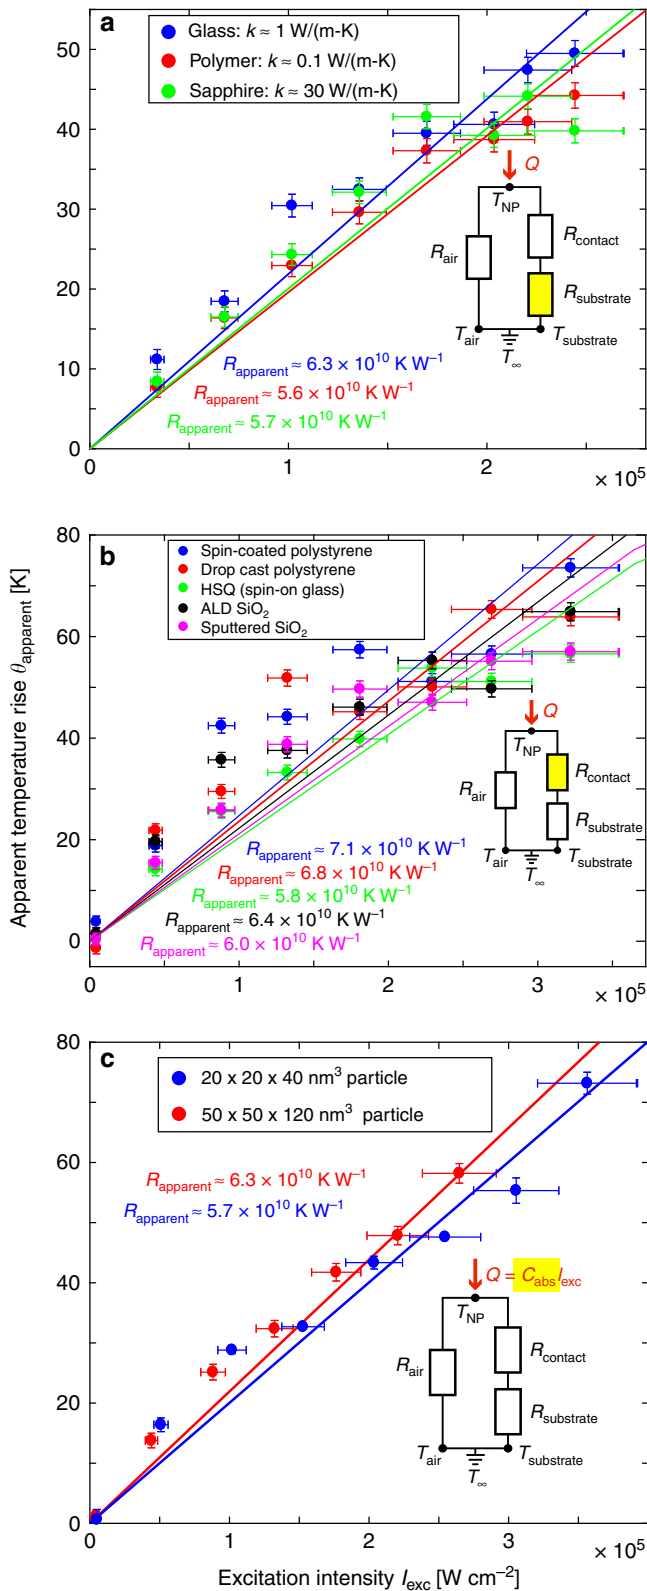 a
Glass: k ≈ 1 W/(m-K)
Polymer: k ≈ 0.1 W/(m-K)
Sapphire: k ≈ 30 W/(m-K)
50
40
30
20
10
0
Q
T_NP
R_air
R_contact
R_substrate
T_air
T_substrate
T_∞
R_apparent ≈ 6.3 × 10^10 K W^−1
R_apparent ≈ 5.6 × 10^10 K W^−1
R_apparent ≈ 5.7 × 10^10 K W^−1
0 1 2
× 10^5
b
Spin-coated polystyrene
Drop cast polystyrene
HSQ (spin-on glass)
ALD SiO_2
Sputtered SiO_2
80
60
40
20
0
Apparent temperature rise θ_apparent [K]
Q
T_NP
R_air
R_contact
R_substrate
T_air
T_substrate
T_∞
R_apparent ≈ 7.1 × 10^10 K W^−1
R_apparent ≈ 6.8 × 10^10 K W^−1
R_apparent ≈ 5.8 × 10^10 K W^−1
R_apparent ≈ 6.4 × 10^10 K W^−1
R_apparent ≈ 6.0 × 10^10 K W^−1
0 1 2 3
× 10^5
c
20 x 20 x 40 nm^3 particle
50 x 50 x 120 nm^3 particle
80
60
40
20
0
R_apparent ≈ 6.3 × 10^10 K W^−1
R_apparent ≈ 5.7 × 10^10 K W^−1
Q = C_abs I_exc
T_NP
R_air
R_contact
R_substrate
T_air
T_substrate
T_∞
0 1 2 3
× 10^5
Excitation intensity I_exc [W cm^−2]